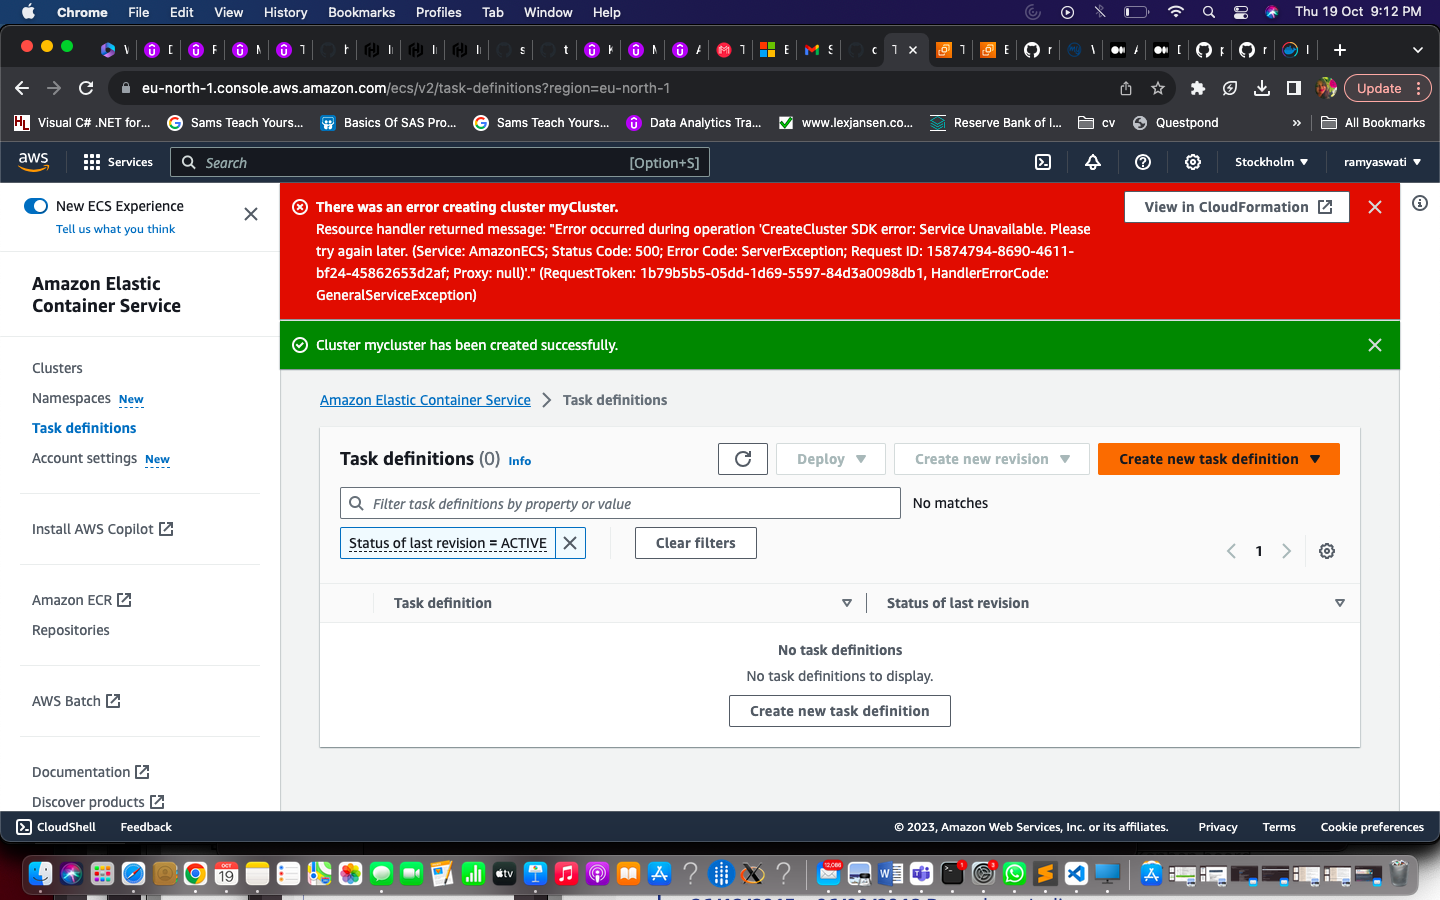 Chrome File Edit View History Bookmarks Profiles Tab Window Help Thu 19 Oct 9:12 PM
eu-north-1.console.aws.amazon.com/ecs/v2/task-definitions?region=eu-north-1 Update
Visual C# .NET for... Sams Teach Yours... Basics Of SAS Pro... Sams Teach Yours... Data Analytics Tra... www.lexjansen.co... Reserve Bank of I... cv Questpond » All Bookmarks
aws Services Search [Option+S] Stockholm ramyaswati
New ECS Experience
Tell us what you think
Amazon Elastic
Container Service
Clusters
Namespaces New
Task definitions
Account settings New
Install AWS Copilot
Amazon ECR
Repositories
AWS Batch
Documentation
Discover products
There was an error creating cluster myCluster.
Resource handler returned message: "Error occurred during operation 'CreateCluster SDK error: Service Unavailable. Please
try again later. (Service: AmazonECS; Status Code: 500; Error Code: ServerException; Request ID: 15874794-8690-4611-
bf24-45862653d2af; Proxy: null)'." (RequestToken: 1b79b5b5-05dd-1d69-5597-84d3a0098db1, HandlerErrorCode:
GeneralServiceException)
View in CloudFormation
Cluster mycluster has been created successfully.
Amazon Elastic Container Service > Task definitions
Task definitions (0) Info
Deploy Create new revision Create new task definition
Filter task definitions by property or value No matches
Status of last revision = ACTIVE Clear filters
1
Task definition Status of last revision
No task definitions
No task definitions to display.
Create new task definition
CloudShell Feedback © 2023, Amazon Web Services, Inc. or its affiliates. Privacy Terms Cookie preferences